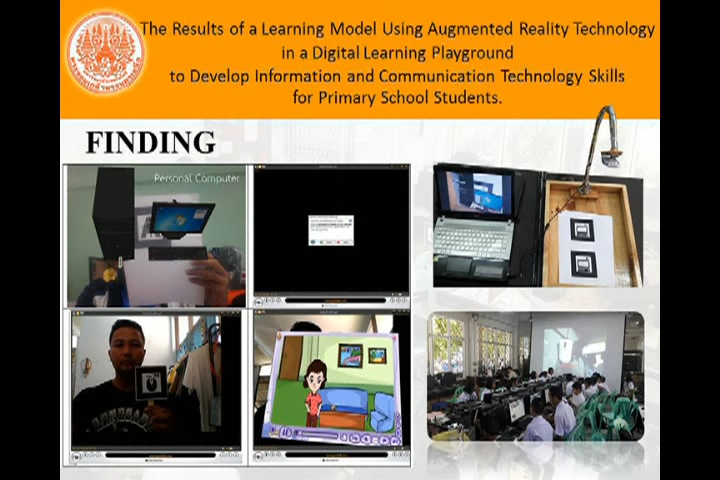 The Results of a Learning Model Using Augmented Reality Technology
in a Digital Learning Playground
to Develop Information and Communication Technology Skills
for Primary School Students.
FINDING
Personal Computer